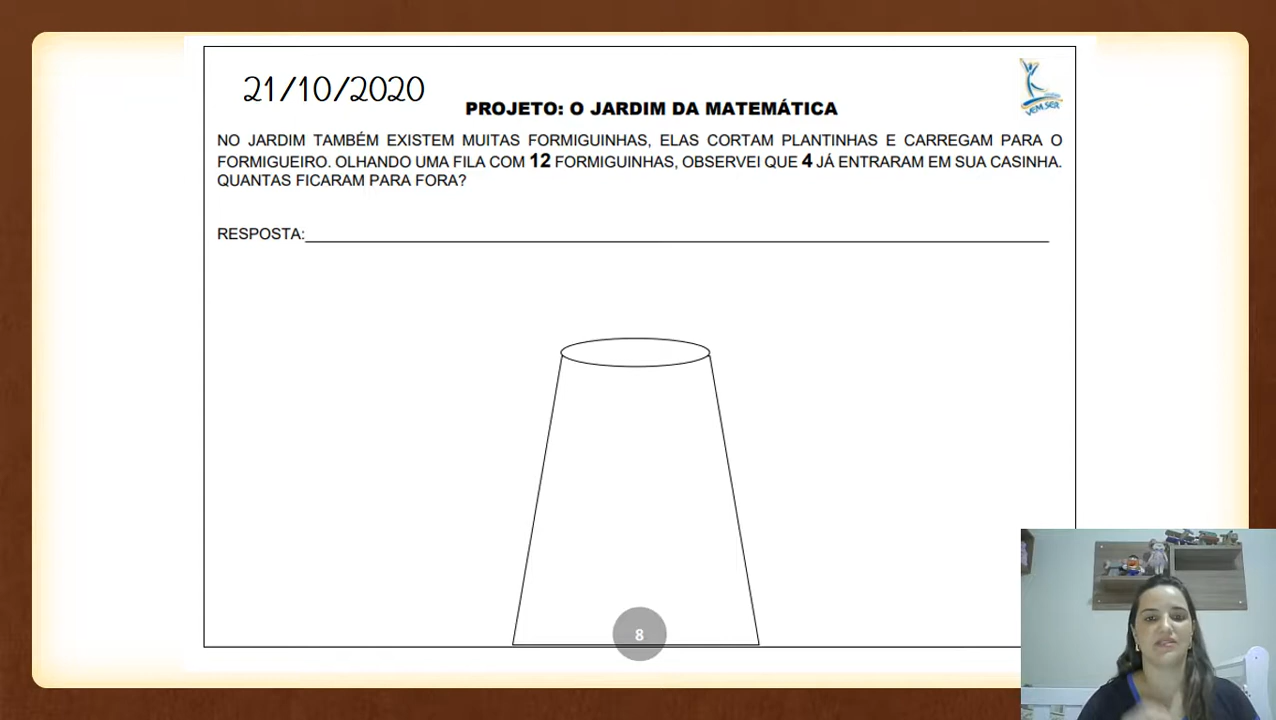 21/10/2020
PROJETO: O JARDIM DA MATEMÁTICA
VEM SER
NO JARDIM TAMBÉM EXISTEM MUITAS FORMIGUINHAS, ELAS CORTAM PLANTINHAS E CARREGAM PARA O
FORMIGUEIRO. OLHANDO UMA FILA COM 12 FORMIGUINHAS, OBSERVEI QUE 4 JÁ ENTRARAM EM SUA CASINHA.
QUANTAS FICARAM PARA FORA?
RESPOSTA:
8